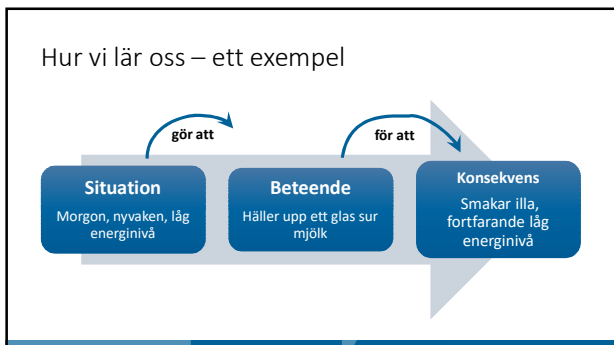 Hur vi lär oss – ett exempel
gör att
för att
Situation
Morgon, nyvaken, låg
energinivå
Beteende
Häller upp ett glas sur
mjölk
Konsekvens
Smakar illa,
fortfarande låg
energinivå